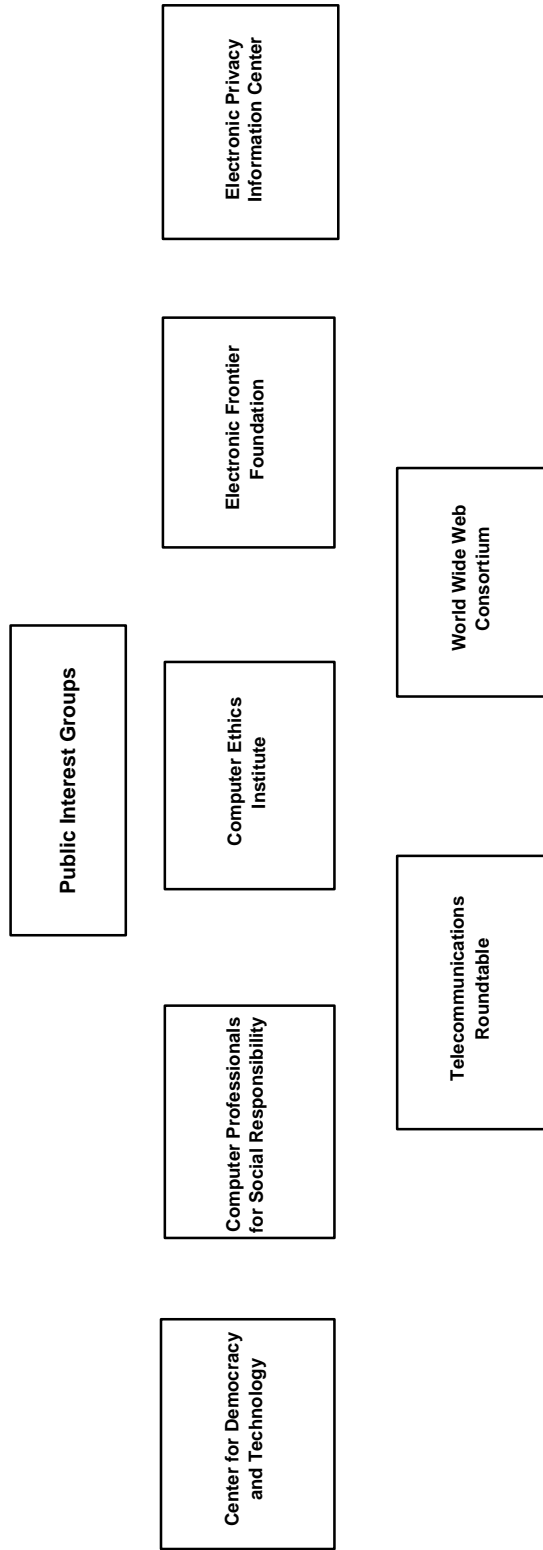 Public Interest Groups
Center for Democracy
and Technology
Computer Professionals
for Social Responsibility
Computer Ethics
Institute
Electronic Frontier
Foundation
Electronic Privacy
Information Center
Telecommunications
Roundtable
World Wide Web
Consortium